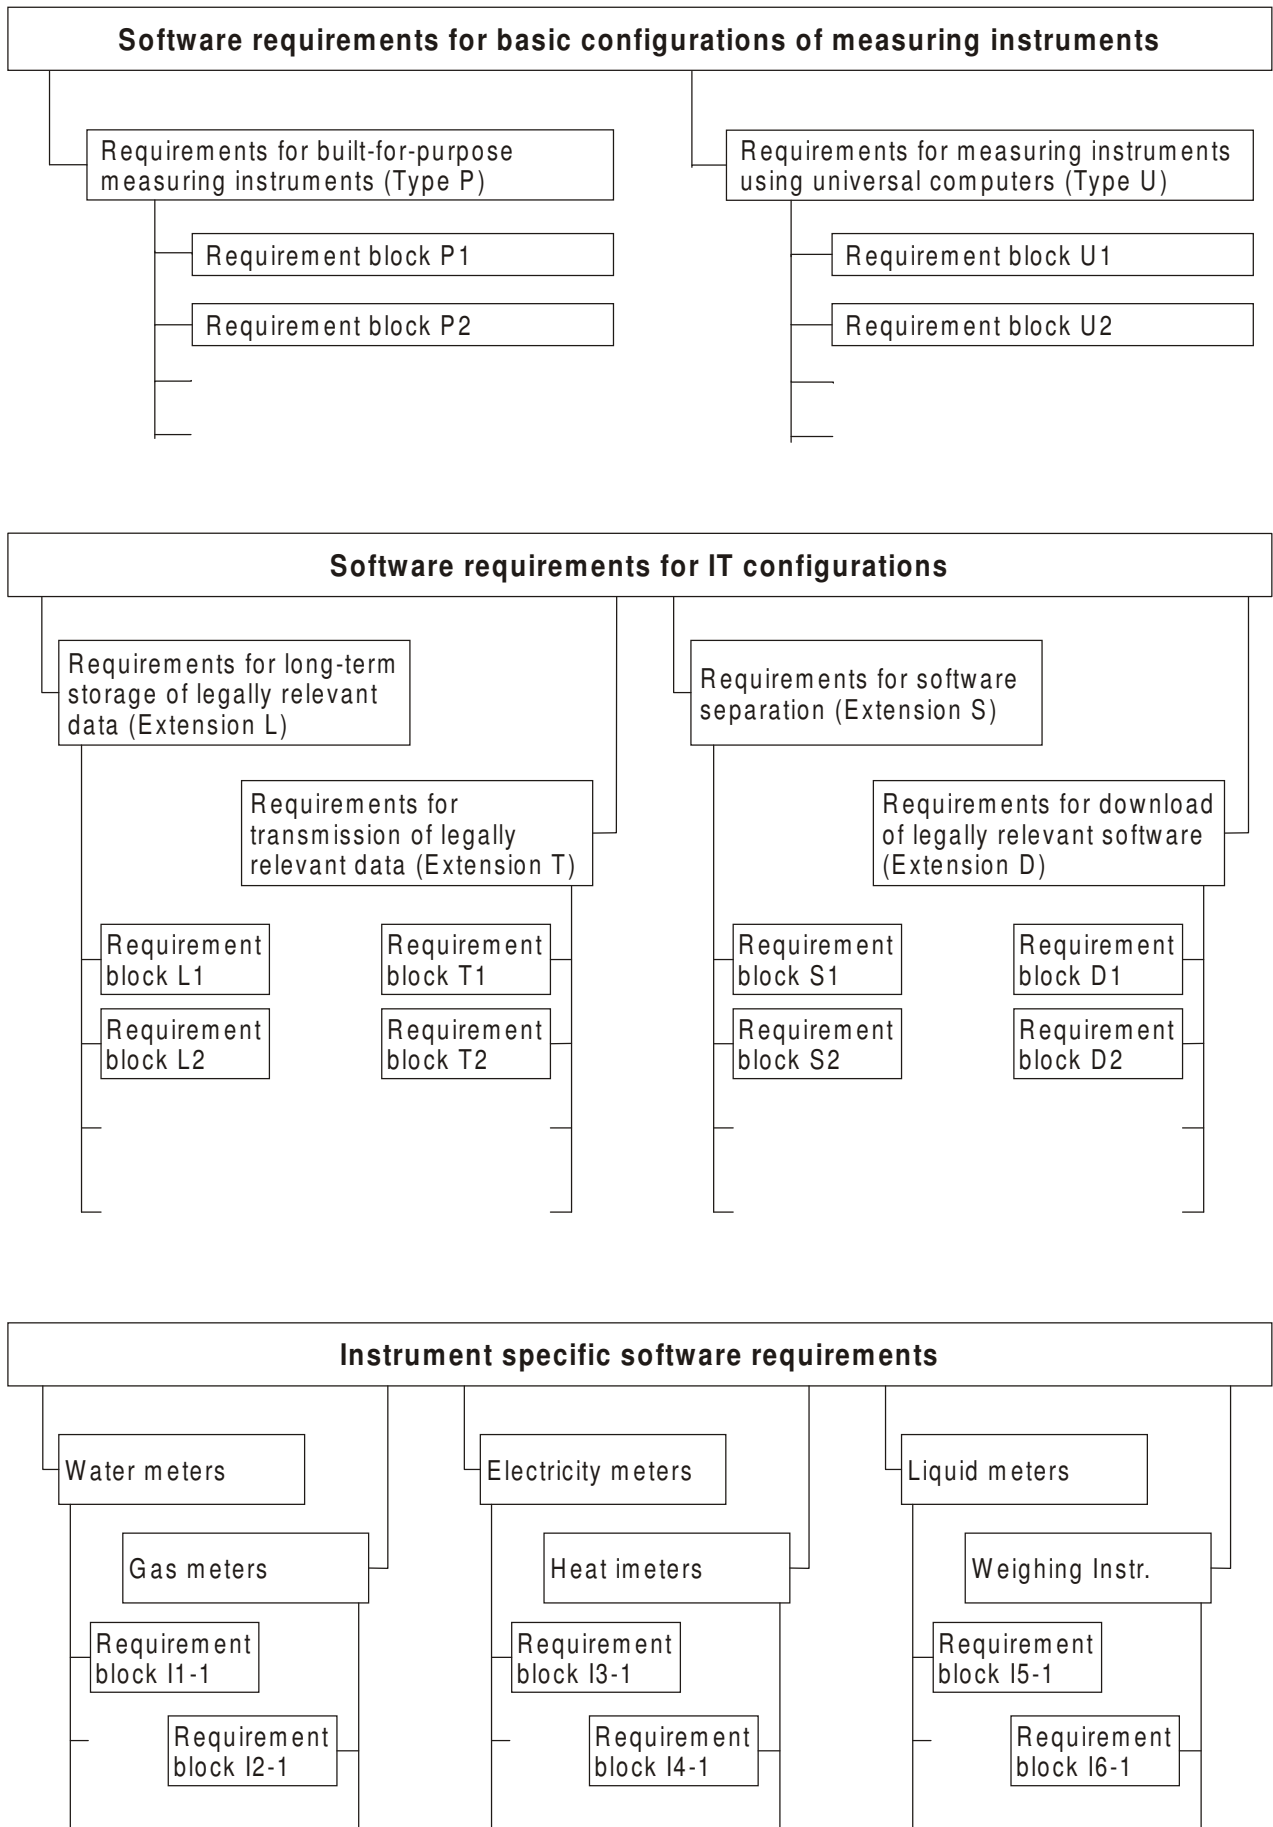 Software requirements for basic configurations of measuring instruments
Requirements for built-for-purpose
measuring instruments (Type P)
Requirement block P1
Requirement block P2
Requirements for measuring instruments
using universal computers (Type U)
Requirement block U1
Requirement block U2
Software requirements for IT configurations
Requirements for long-term
storage of legally relevant
data (Extension L)
Requirements for
transmission of legally
relevant data (Extension T)
Requirement
block L1
Requirement
block L2
Requirement
block T1
Requirement
block T2
Requirements for software
separation (Extension S)
Requirements for download
of legally relevant software
(Extension D)
Requirement
block S1
Requirement
block S2
Requirement
block D1
Requirement
block D2
Instrument specific software requirements
Water meters
Gas meters
Requirement
block I1-1
Requirement
block I2-1
Electricity meters
Heat imeters
Requirement
block I3-1
Requirement
block I4-1
Liquid meters
Weighing Instr.
Requirement
block I5-1
Requirement
block I6-1